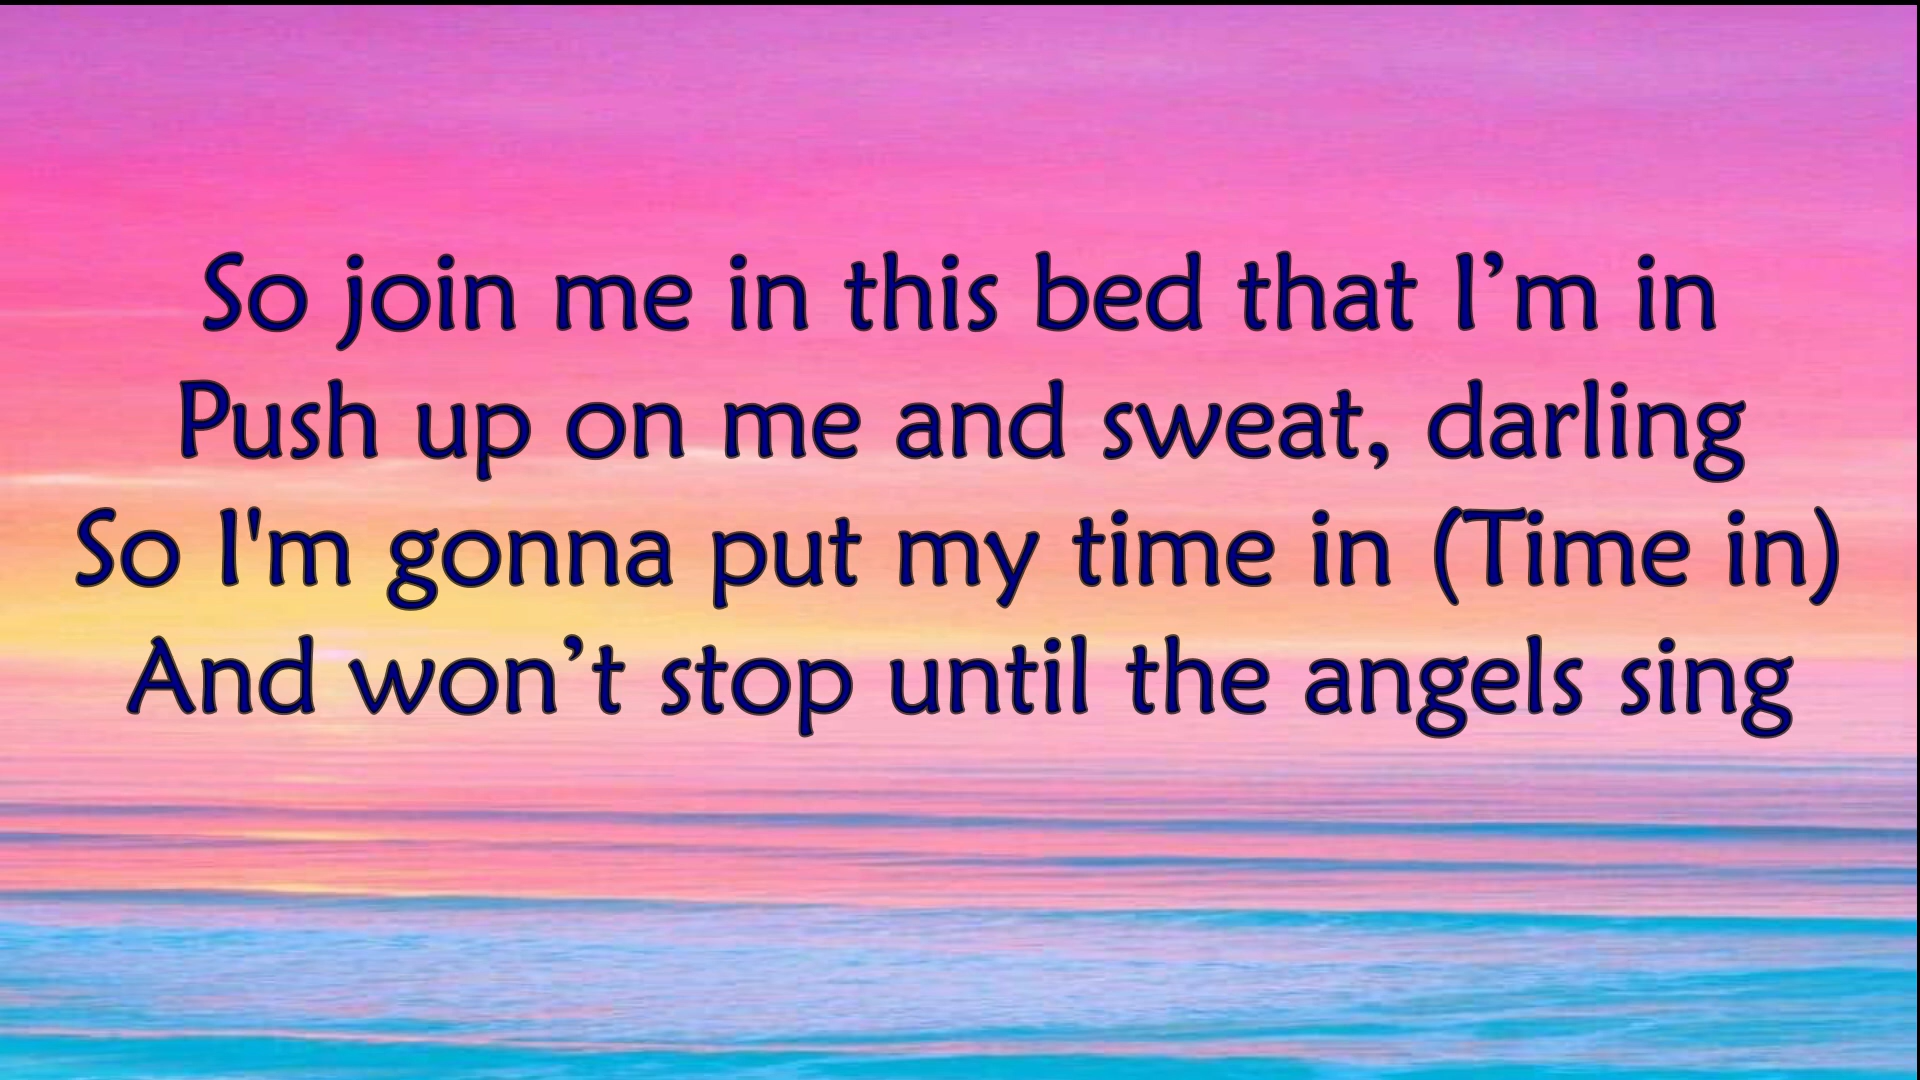 So join me in this bed that I’m in
Push up on me and sweat, darling
So I'm gonna put my time in (Time in)
And won’t stop until the angels sing